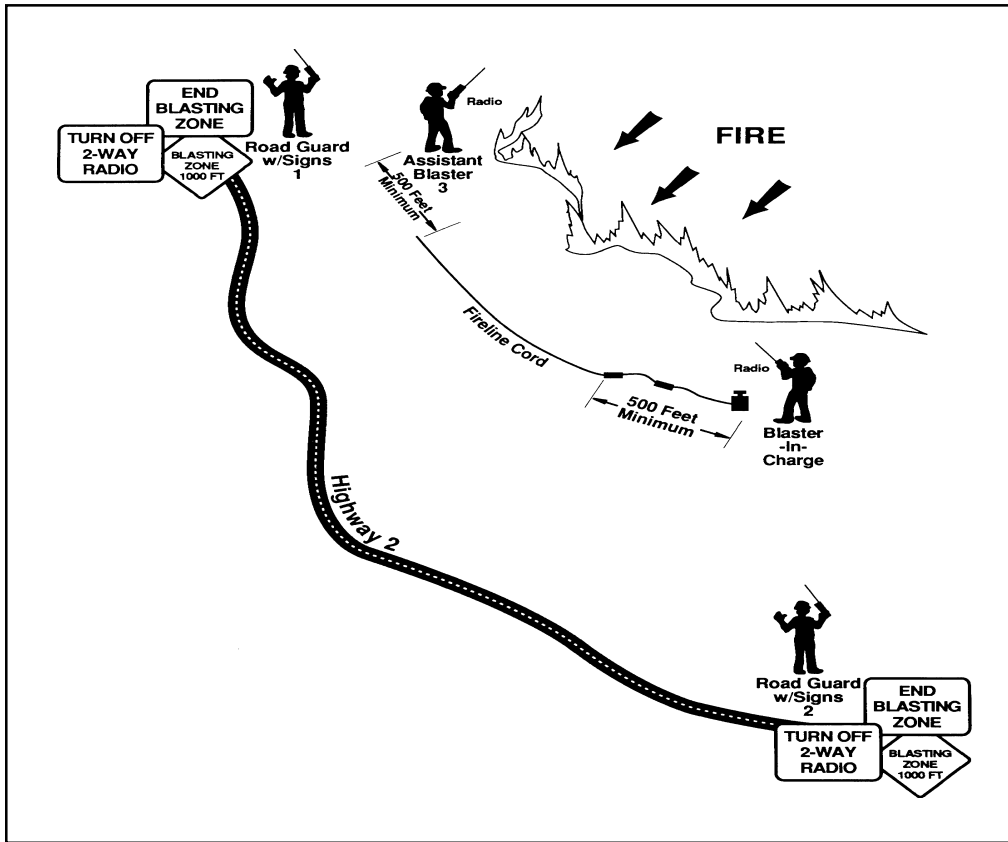 END
BLASTING
ZONE
TURN OFF
2-WAY
RADIO
BLASTING
ZONE
1000 FT
Road Guard
w/Signs
1
Radio
Assistant
Blaster
3
500 Feet
Minimum
FIRE
Fireline Cord
Radio
500 Feet
Minimum
Blaster
-In-
Charge
Highway 2
Road Guard
w/Signs
2
END
BLASTING
ZONE
TURN OFF
2-WAY
RADIO
BLASTING
ZONE
1000 FT